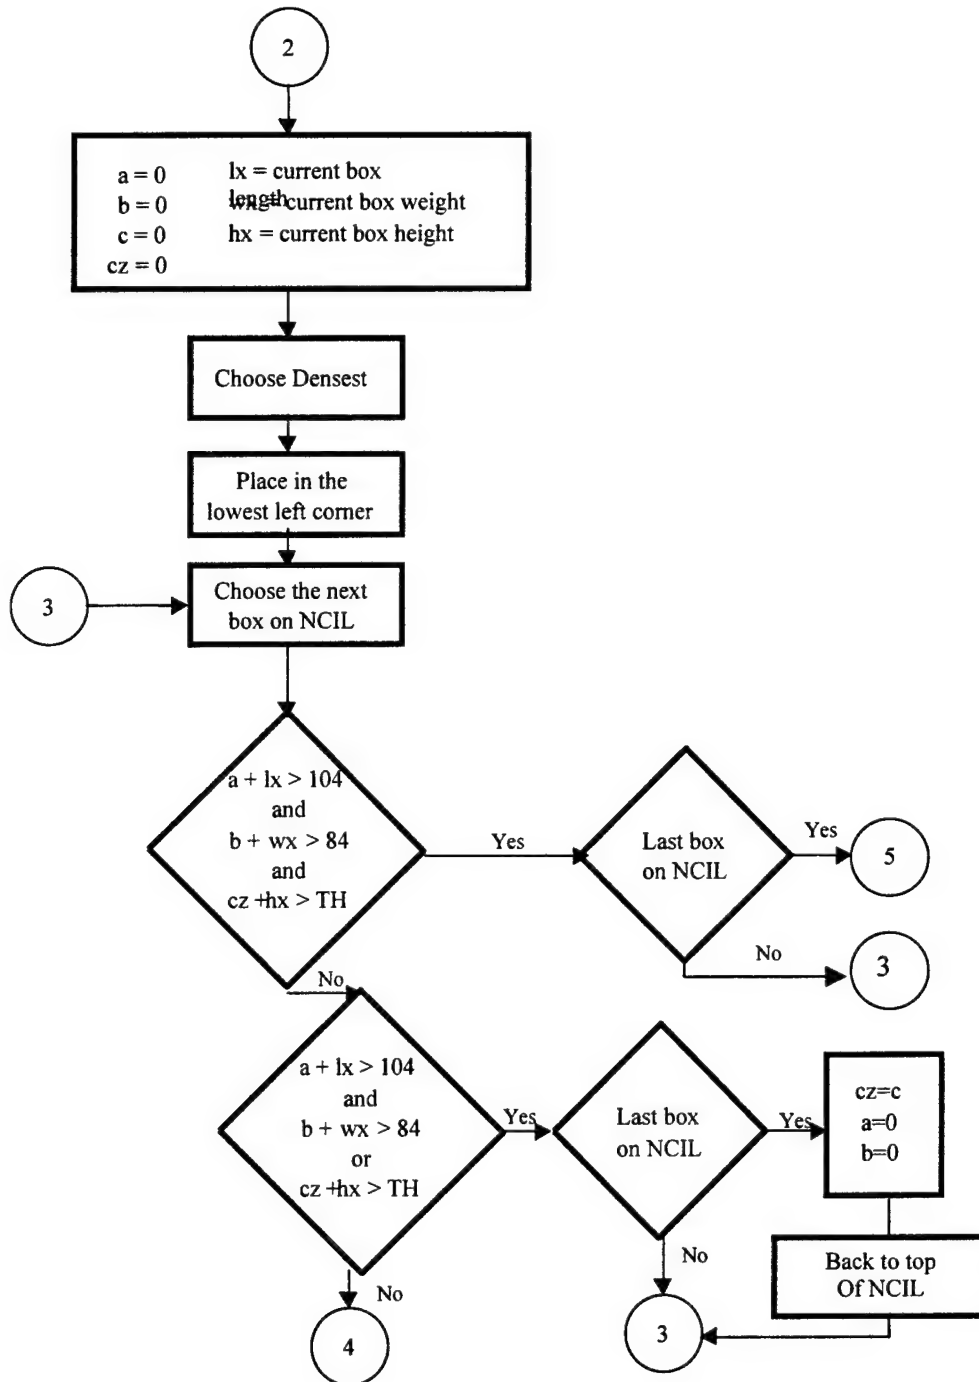 2
a = 0
b = 0
c = 0
cz = 0
lx = current box
length
wx = current box weight
hx = current box height
Choose Densest
Place in the
lowest left corner
3
Choose the next
box on NCIL
a + lx > 104
and
b + wx > 84
and
cz +hx > TH
Yes
Last box
on NCIL
Yes
5
No
3
No
a + lx > 104
and
b + wx > 84
or
cz +hx > TH
Yes
Last box
on NCIL
Yes
cz=c
a=0
b=0
No
No
Back to top
Of NCIL
4
3